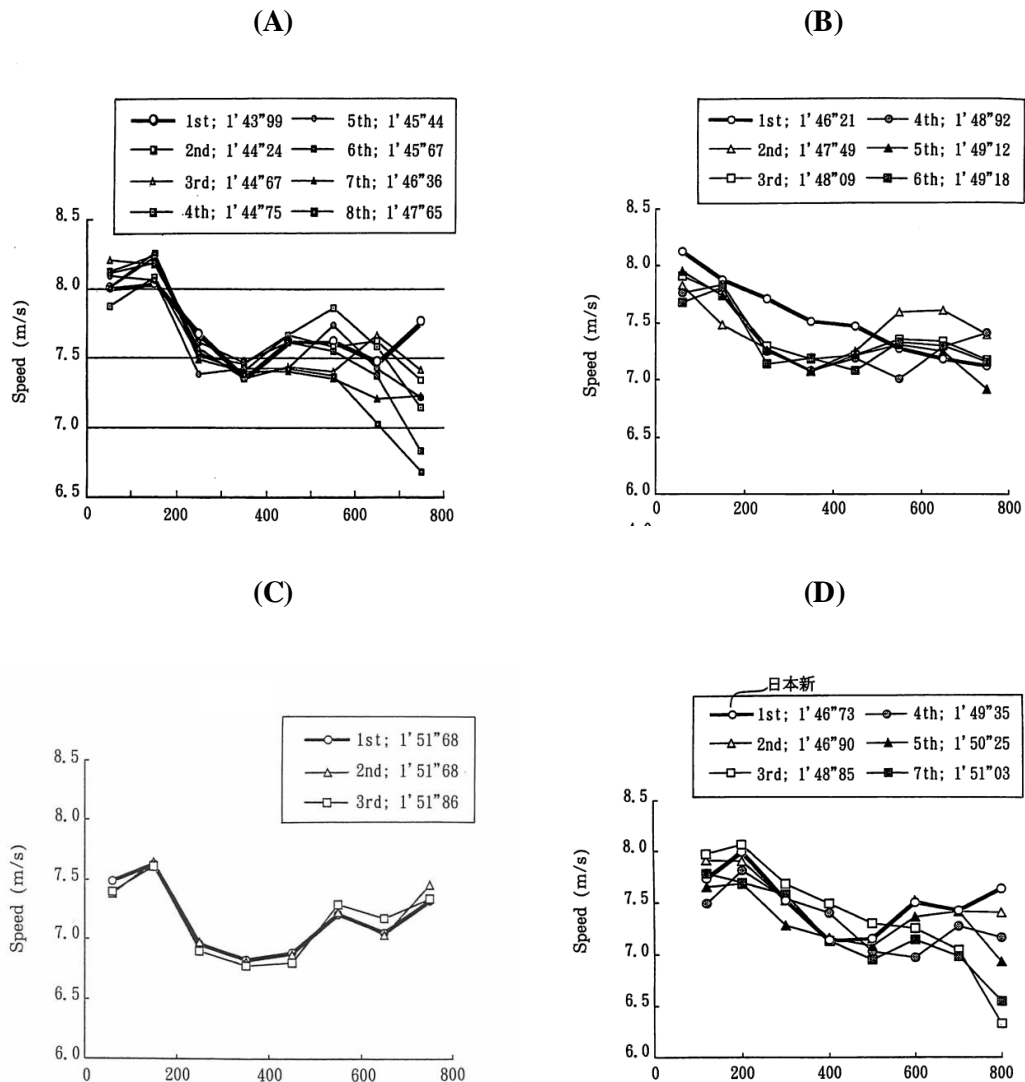 (A)
1st; 1'43"99 5th; 1'45"44
2nd; 1'44"24 6th; 1'45"67
3rd; 1'44"67 7th; 1'46"36
4th; 1'44"75 8th; 1'47"65
8.5
8.0
7.5
7.0
6.5
Speed (m/s)
0 200 400 600 800
(B)
1st; 1'46"21 4th; 1'48"92
2nd; 1'47"49 5th; 1'49"12
3rd; 1'48"09 6th; 1'49"18
8.5
8.0
7.5
7.0
6.5
6.0
Speed (m/s)
0 200 400 600 800
(C)
1st; 1'51"68
2nd; 1'51"68
3rd; 1'51"86
8.5
8.0
7.5
7.0
6.5
6.0
Speed (m/s)
0 200 400 600 800
(D)
日本新
1st; 1'46"73 4th; 1'49"35
2nd; 1'46"90 5th; 1'50"25
3rd; 1'48"85 7th; 1'51"03
8.5
8.0
7.5
7.0
6.5
6.0
Speed (m/s)
0 200 400 600 800